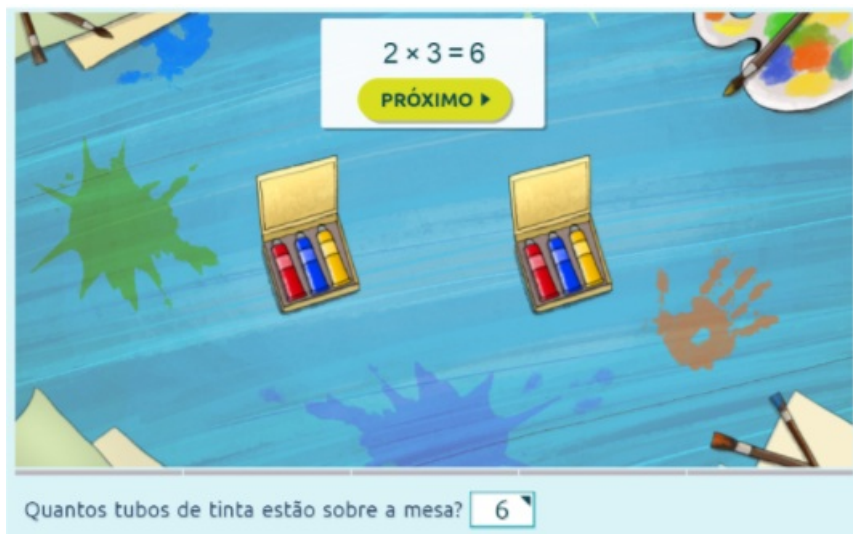 2 × 3 = 6
PRÓXIMO
Quantos tubos de tinta estão sobre a mesa? 6